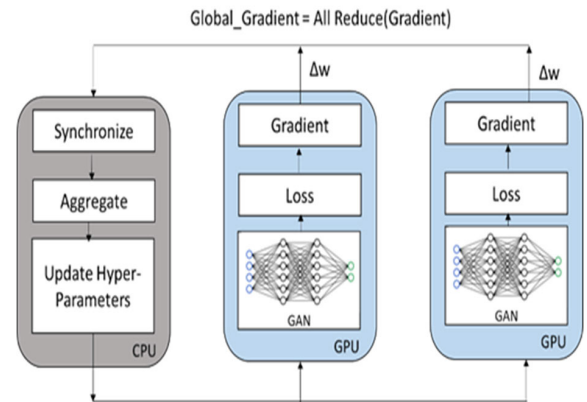 Global_Gradient = All Reduce(Gradient)
Δw
Δw
Synchronize
Aggregate
Update Hyper-
Parameters
CPU
Gradient
Loss
GAN
GPU
Gradient
Loss
GAN
GPU